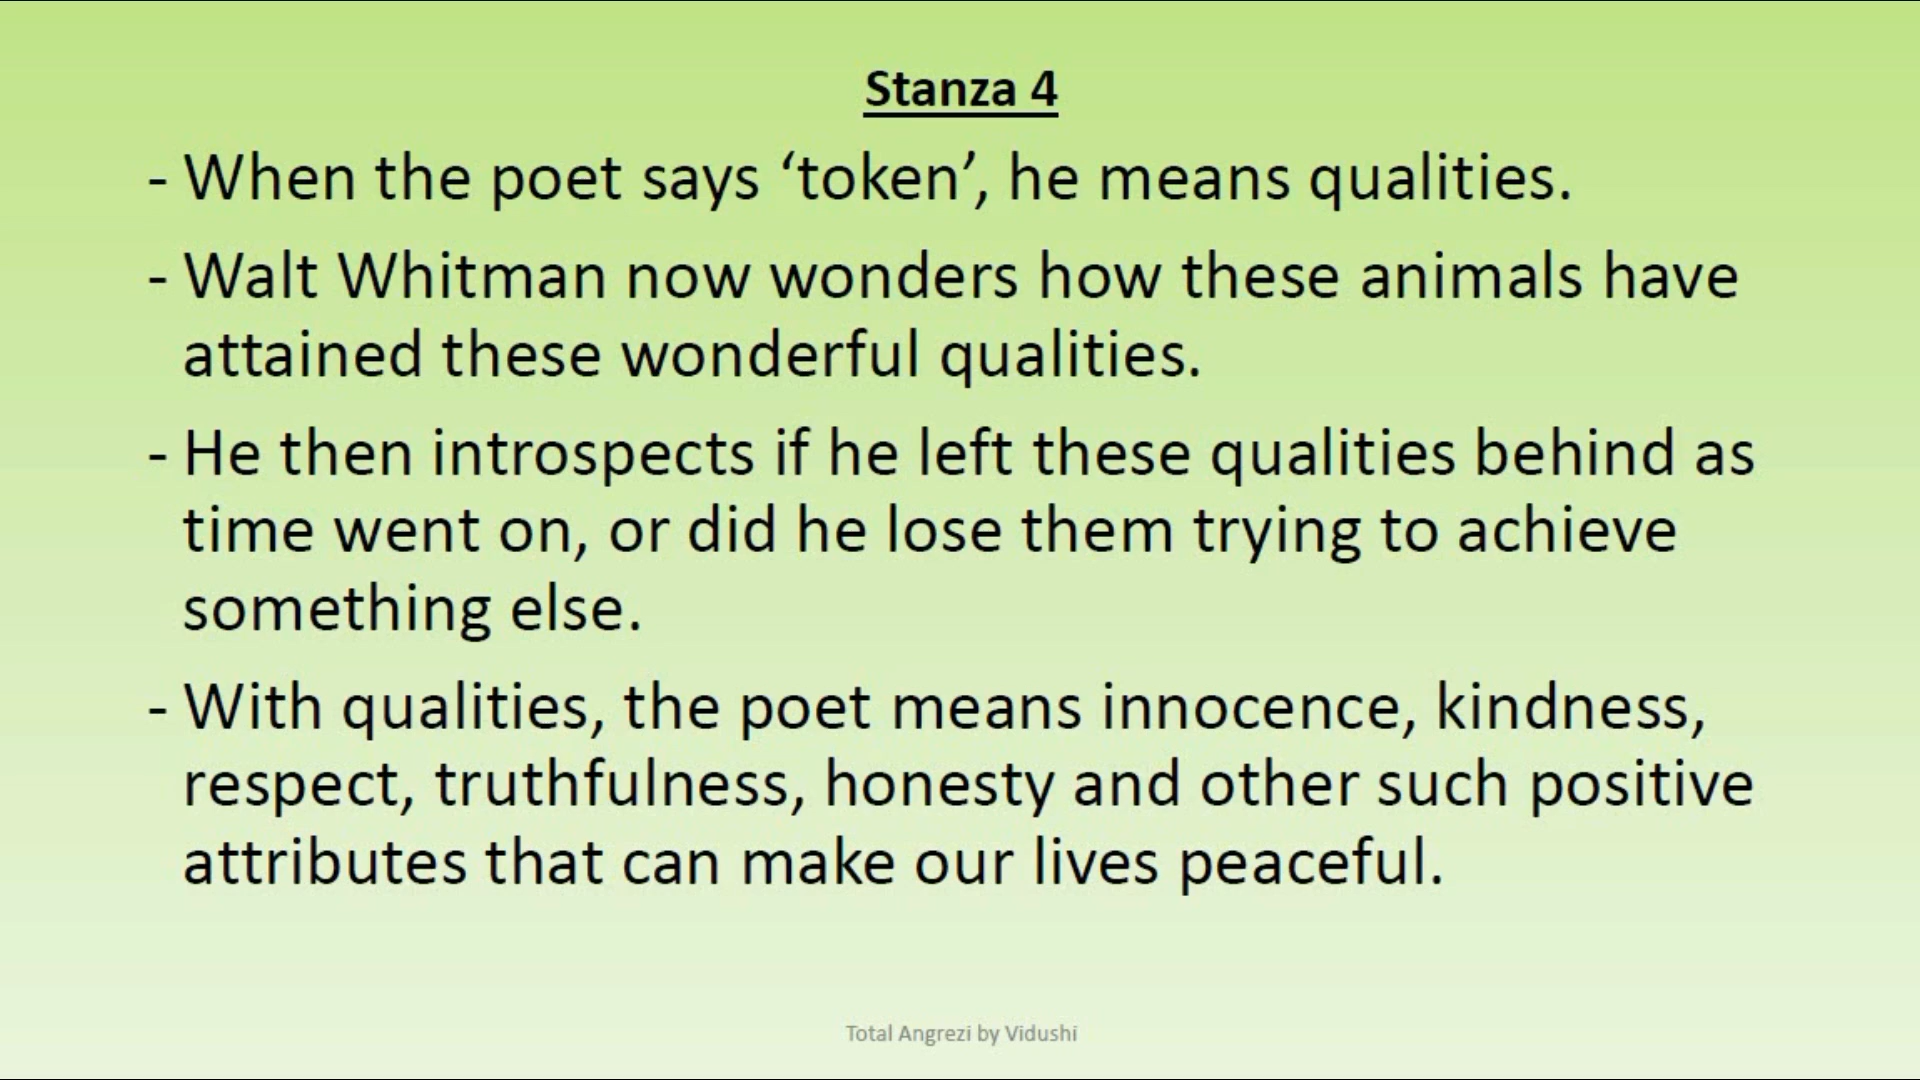 Stanza 4
- When the poet says ‘token’, he means qualities.
- Walt Whitman now wonders how these animals have
attained these wonderful qualities.
- He then introspects if he left these qualities behind as
time went on, or did he lose them trying to achieve
something else.
- With qualities, the poet means innocence, kindness,
respect, truthfulness, honesty and other such positive
attributes that can make our lives peaceful.
Total Angrezi by Vidushi